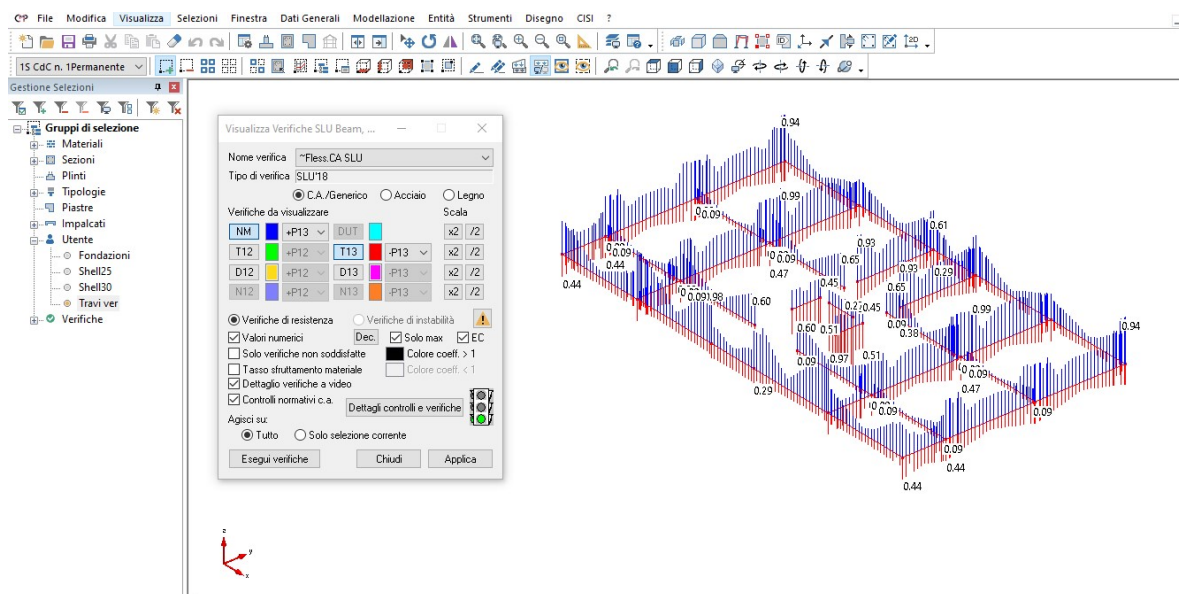 File Modifica Visualizza Selezioni Finestra Dati Generali Modellazione Entità Strumenti Disegno CISI ?
1S CdC n. 1Permanente
Gestione Selezioni
Gruppi di selezione
Materiali
Sezioni
Plinti
Tipologie
Piastre
Impalcati
Utente
Fondazioni
Shell25
Shell30
Travi ver
Verifiche
Visualizza Verifiche SLU Beam, ...
Nome verifica ~Fless.CA SLU
Tipo di verifica SLU'18
C.A./Generico Acciaio Legno
Verifiche da visualizzare Scala
NM +P13 DUT x2 /2
T12 +P12 T13 -P13 x2 /2
D12 +P12 D13 -P13 x2 /2
N12 +P12 N13 -P13 x2 /2
Verifiche di resistenza Verifiche di instabilità
Valori numerici Dec. Solo max EC
Solo verifiche non soddisfatte Colore coeff. > 1
Tasso sfruttamento materiale Colore coeff. < 1
Dettaglio verifiche a video
Controlli normativi c.a. Dettagli controlli e verifiche
Agisci su:
Tutto Solo selezione corrente
Esegui verifiche Chiudi Applica
0.94
0.99
0.09
0.61
0.93
0.09
0.09
0.44
0.47
0.65
0.93
0.29
0.44
0.09
0.98
0.60
0.45
0.45
0.65
0.99
0.94
0.60
0.51
0.09
0.38
0.09
0.97
0.51
0.09
0.47
0.29
0.09
0.09
0.09
0.44
0.44
z
y
x